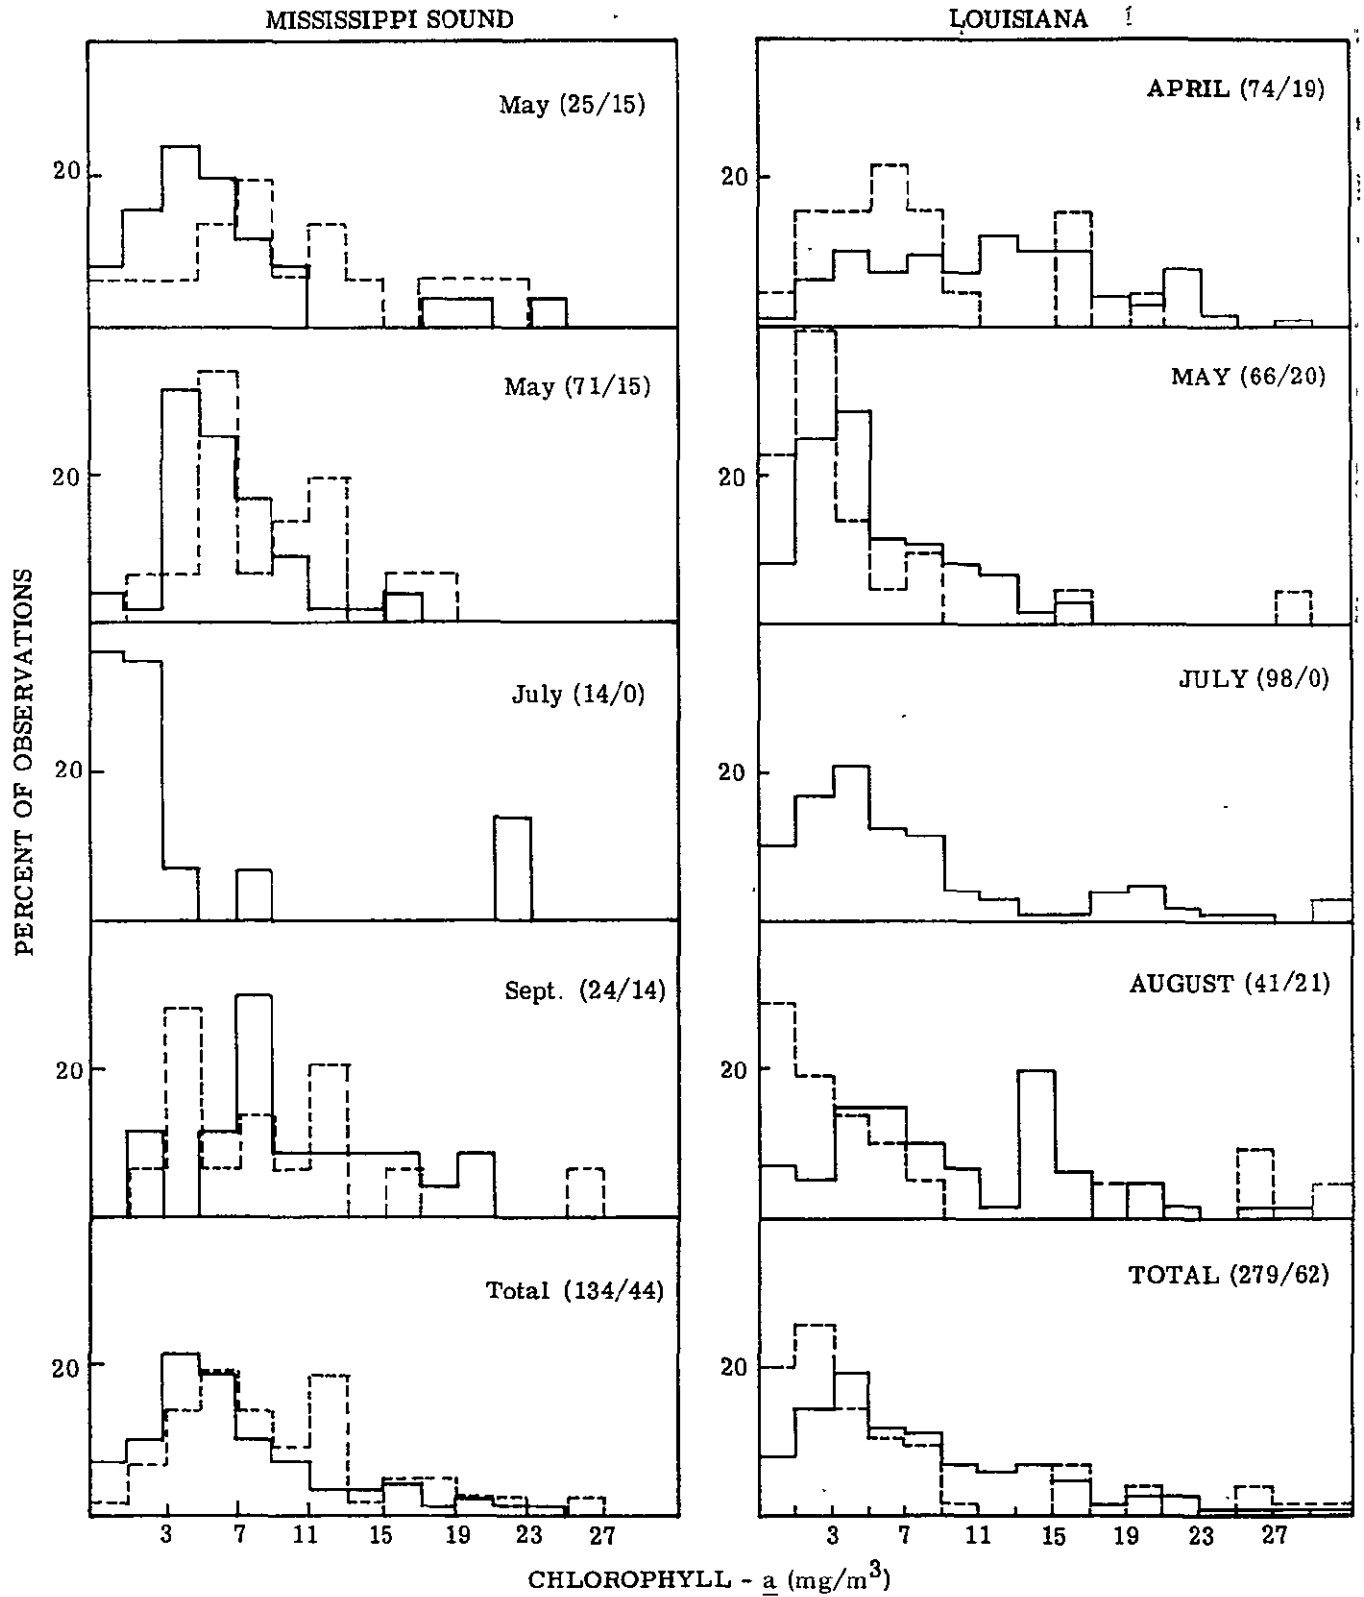 MISSISSIPPI SOUND
LOUISIANA
May (25/15)
20
APRIL (74/19)
20
May (71/15)
20
MAY (66/20)
20
July (14/0)
20
JULY (98/0)
20
Sept. (24/14)
20
AUGUST (41/21)
20
Total (134/44)
20
TOTAL (279/62)
20
PERCENT OF OBSERVATIONS
3 7 11 15 19 23 27
3 7 11 15 19 23 27
CHLOROPHYLL - a (mg/m³)